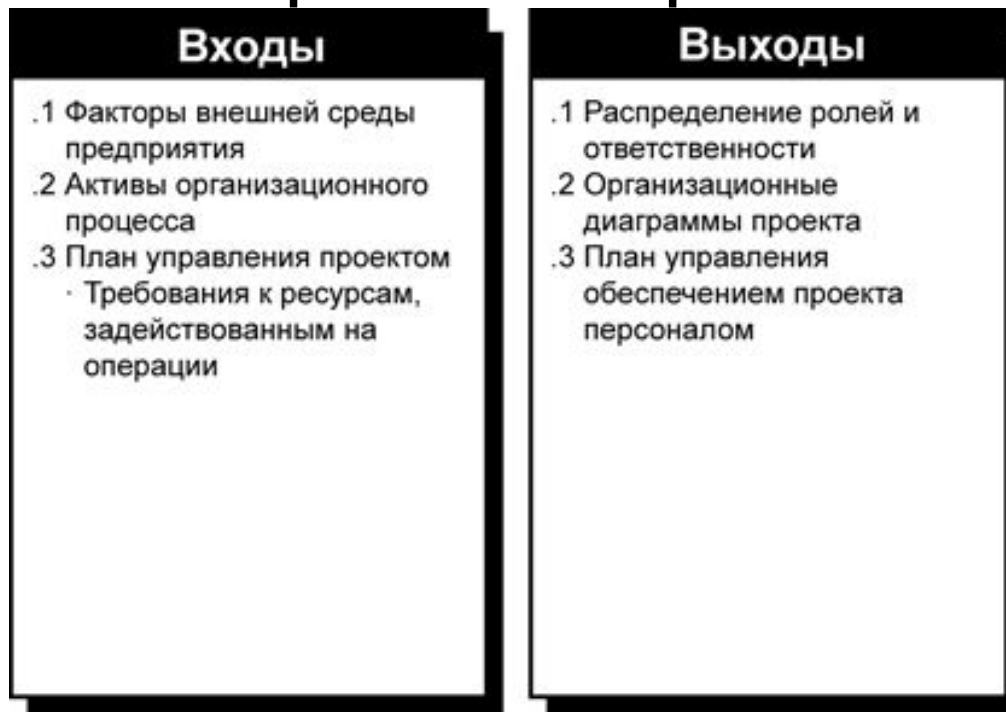 Входы
.1 Факторы внешней среды
предприятия
.2 Активы организационного
процесса
.3 План управления проектом
· Требования к ресурсам,
задействованным на
операции
Выходы
.1 Распределение ролей и
ответственности
.2 Организационные
диаграммы проекта
.3 План управления
обеспечением проекта
персоналом